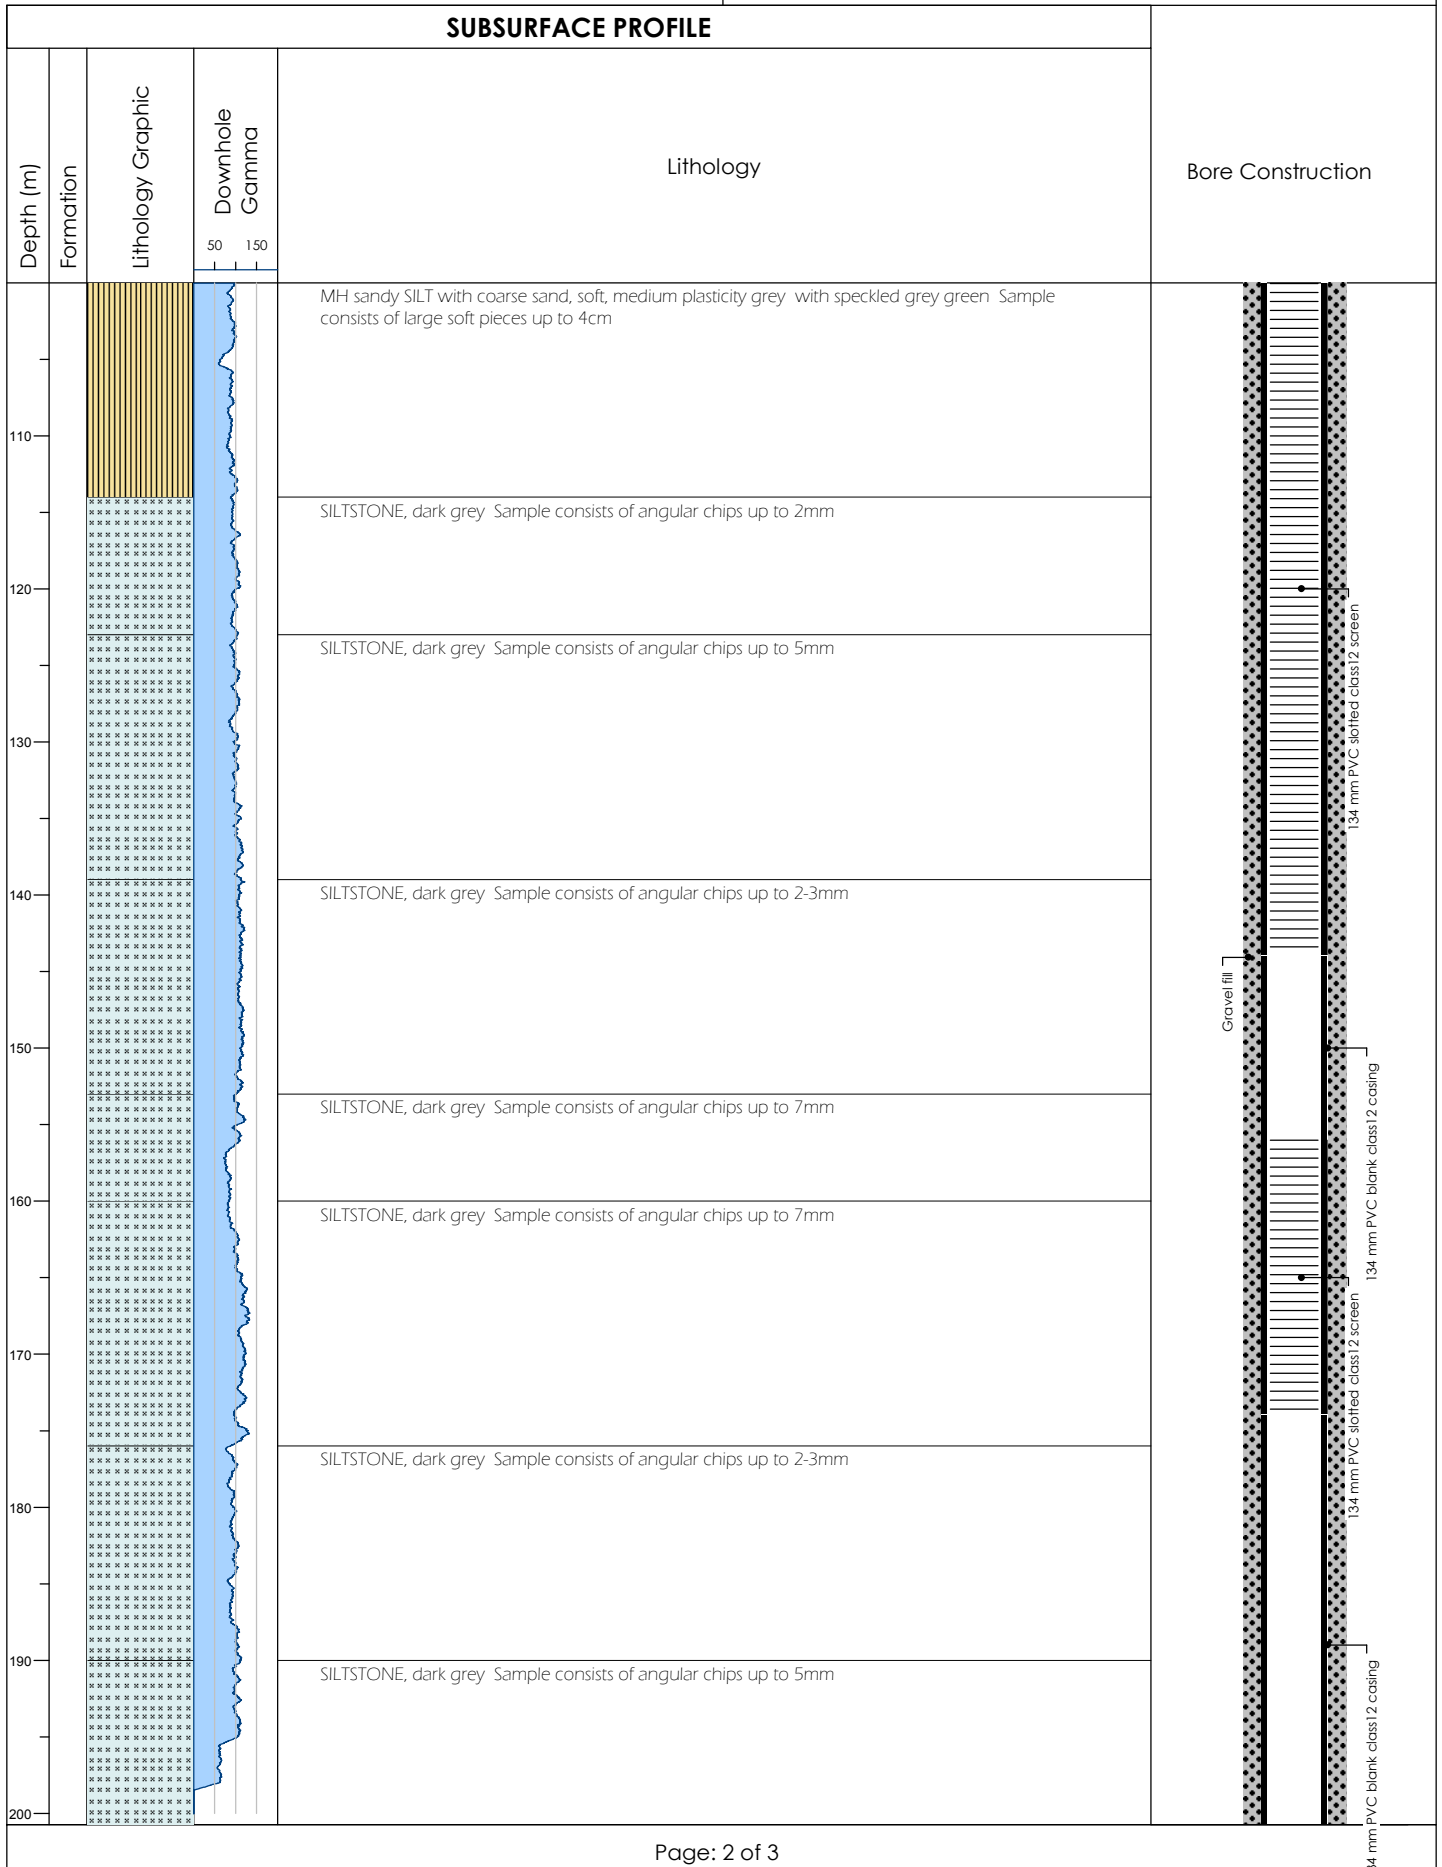 SUBSURFACE PROFILE
Depth (m)
Formation
Lithology Graphic
Downhole
Gamma
50 150
Lithology
Bore Construction
MH sandy SILT with coarse sand, soft, medium plasticity grey with speckled grey green Sample
consists of large soft pieces up to 4cm
110
SILTSTONE, dark grey Sample consists of angular chips up to 2mm
120
134 mm PVC slotted class12 screen
SILTSTONE, dark grey Sample consists of angular chips up to 5mm
130
SILTSTONE, dark grey Sample consists of angular chips up to 2-3mm
140
Gravel fill
150
134 mm PVC blank class12 casing
SILTSTONE, dark grey Sample consists of angular chips up to 7mm
160
SILTSTONE, dark grey Sample consists of angular chips up to 7mm
134 mm PVC slotted class12 screen
170
SILTSTONE, dark grey Sample consists of angular chips up to 2-3mm
180
190
SILTSTONE, dark grey Sample consists of angular chips up to 5mm
34 mm PVC blank class12 casing
200
Page: 2 of 3